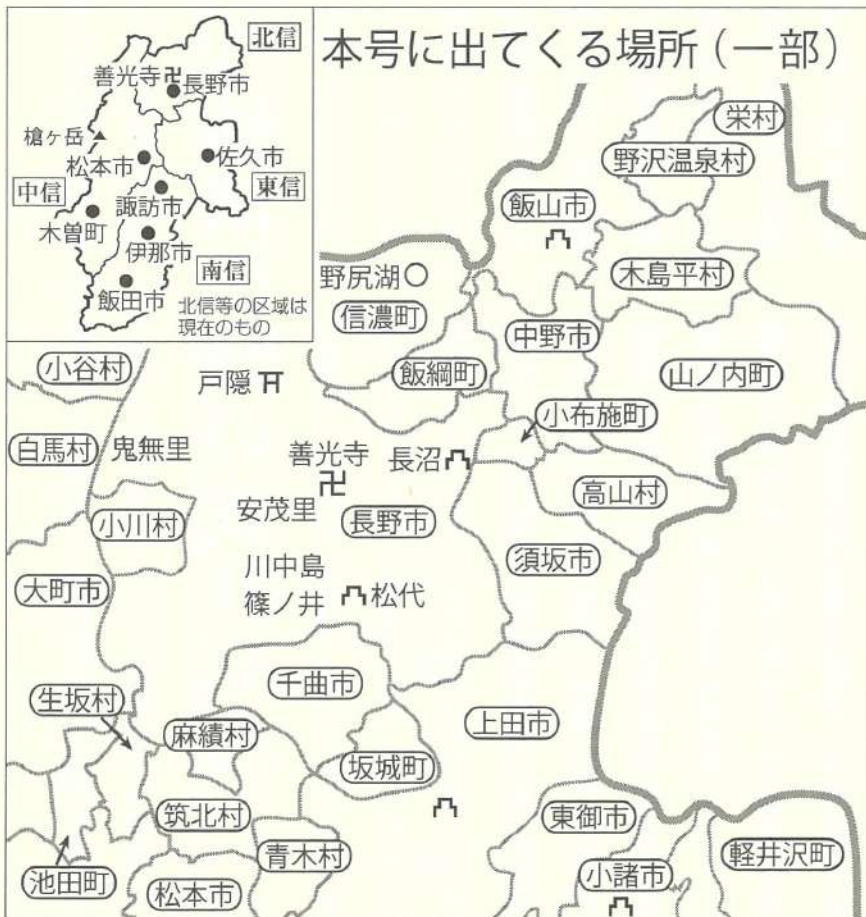 本号に出てくる場所（一部）
北信
善光寺卍
長野市
槍ヶ岳
松本市
佐久市
中信
東信
諏訪市
木曽町
伊那市
南信
飯田市
北信等の区域は
現在のもの
栄村
野沢温泉村
飯山市
野尻湖
木島平村
信濃町
中野市
飯綱町
山ノ内町
小谷村
戸隠
小布施町
白馬村
鬼無里
善光寺
卍
長沼
高山村
小川村
安茂里
長野市
須坂市
大町市
川中島
篠ノ井
松代
千曲市
生坂村
麻績村
上田市
坂城町
筑北村
東御市
青木村
軽井沢町
池田町
松本市
小諸市